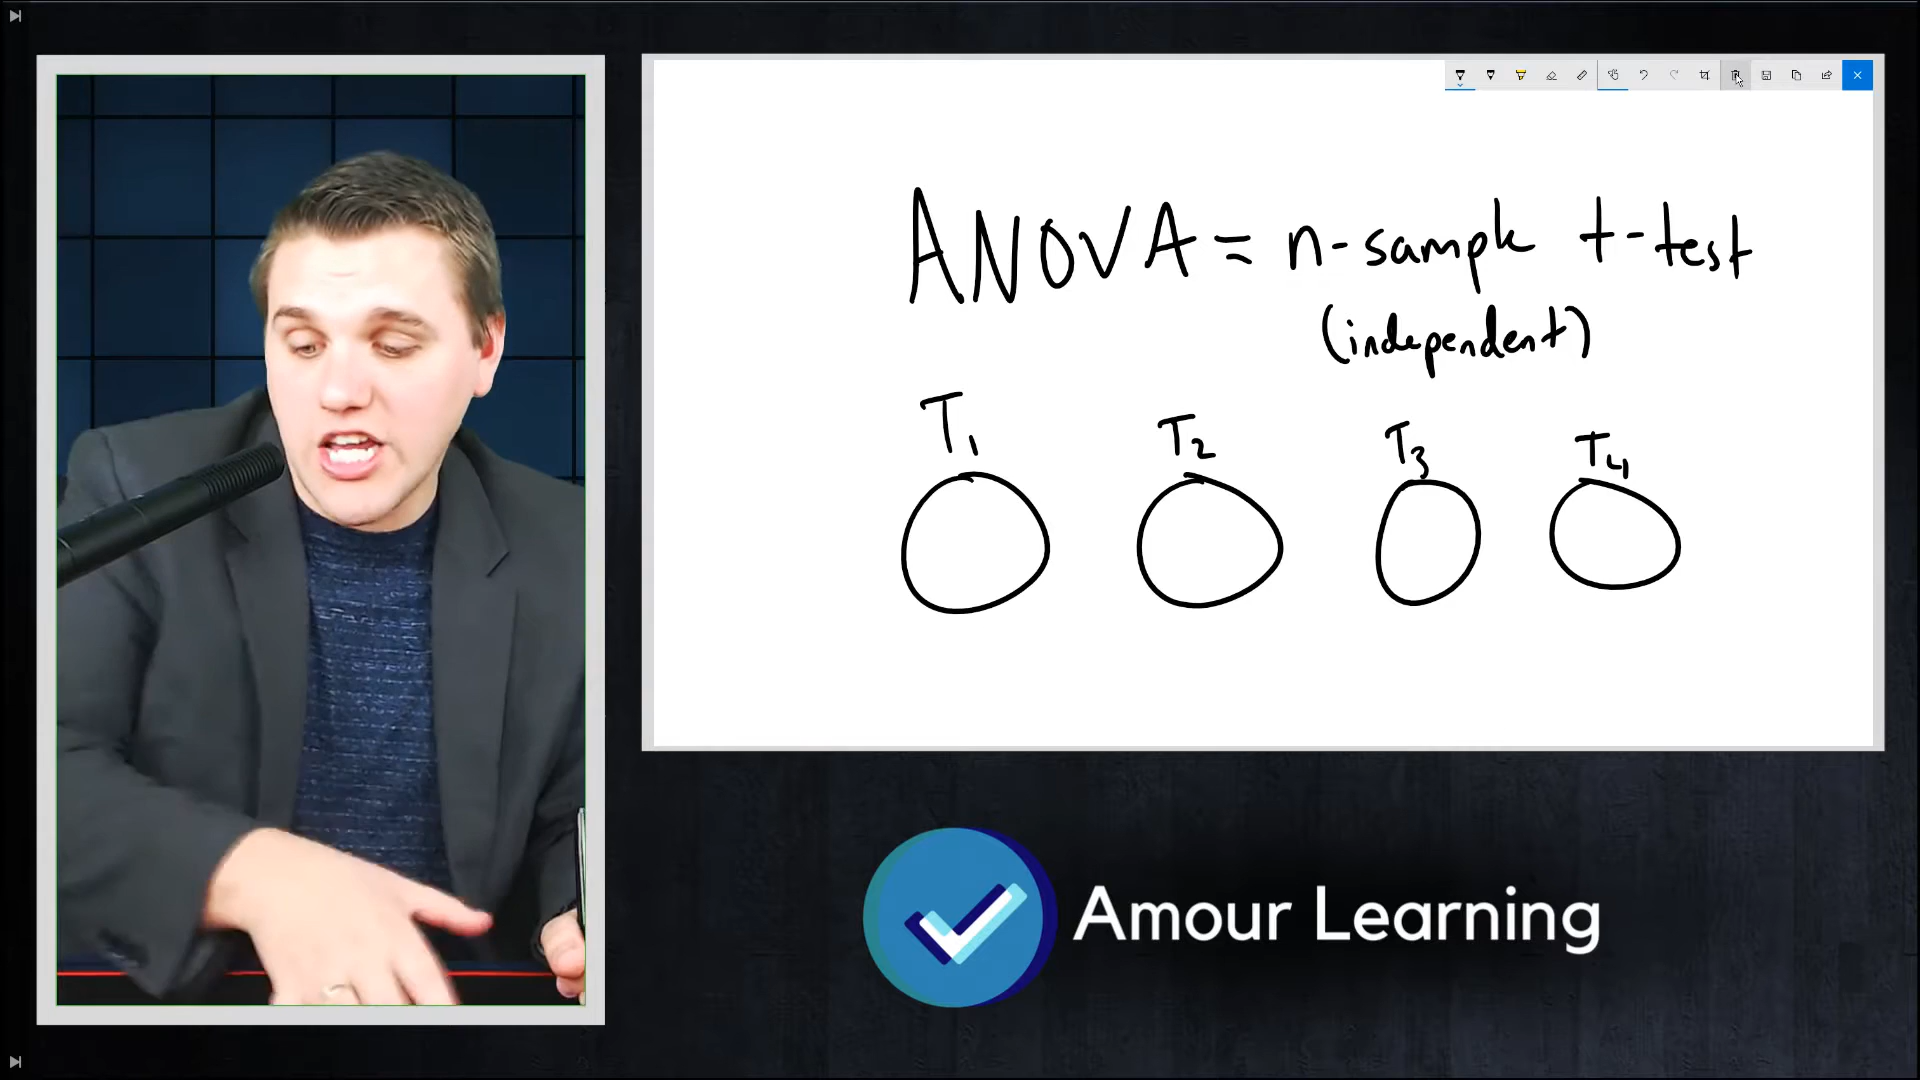 ANOVA = n-sample t-test
(independent)
T1 T2 T3 T4
Amour Learning